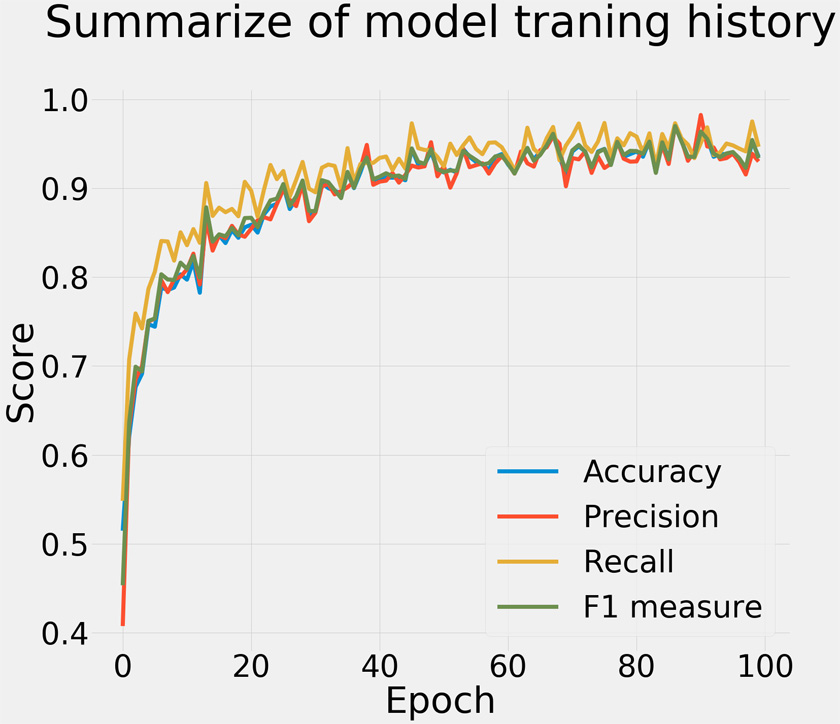 Summarize of model traning history
1.0
0.9
0.8
0.7
0.6
0.5
0.4
Score
0 20 40 60 80 100
Epoch
Accuracy
Precision
Recall
F1 measure